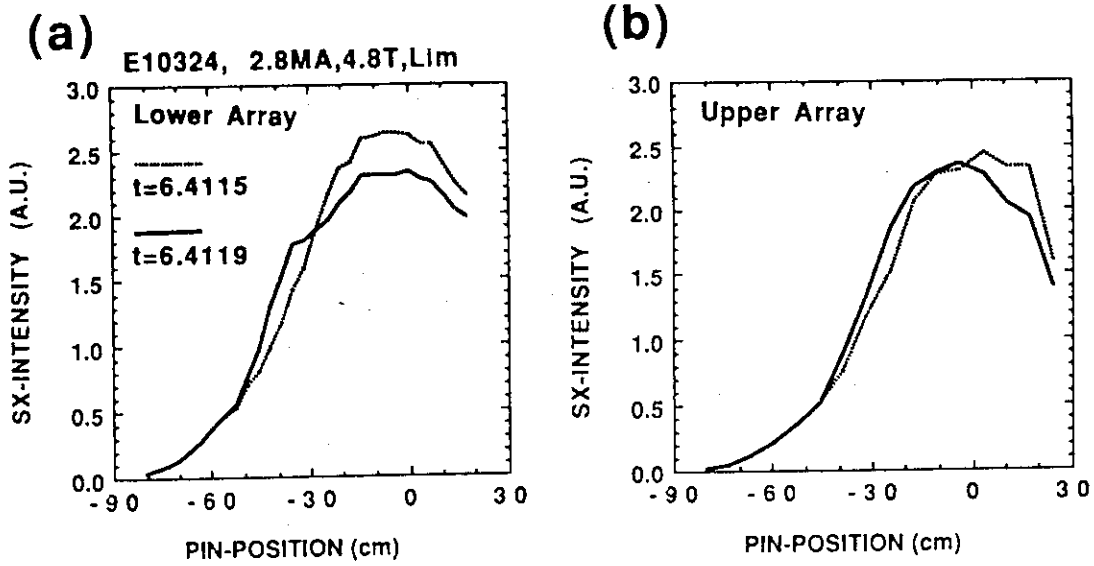 (a)
E10324, 2.8MA,4.8T,Lim
Lower Array
t=6.4115
t=6.4119
3.0
2.5
2.0
1.5
1.0
0.5
0.0
-90
-60
-30
0
30
SX-INTENSITY (A.U.)
PIN-POSITION (cm)
(b)
Upper Array
3.0
2.5
2.0
1.5
1.0
0.5
0.0
-90
-60
-30
0
30
SX-INTENSITY (A.U.)
PIN-POSITION (cm)